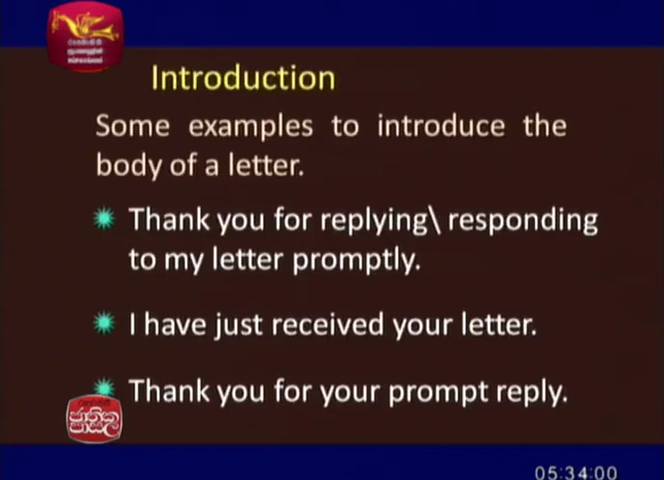 Introduction
Some examples to introduce the
body of a letter.
Thank you for replying\ responding
to my letter promptly.
I have just received your letter.
Thank you for your prompt reply.
ජාතික
පාසල
05:34:00